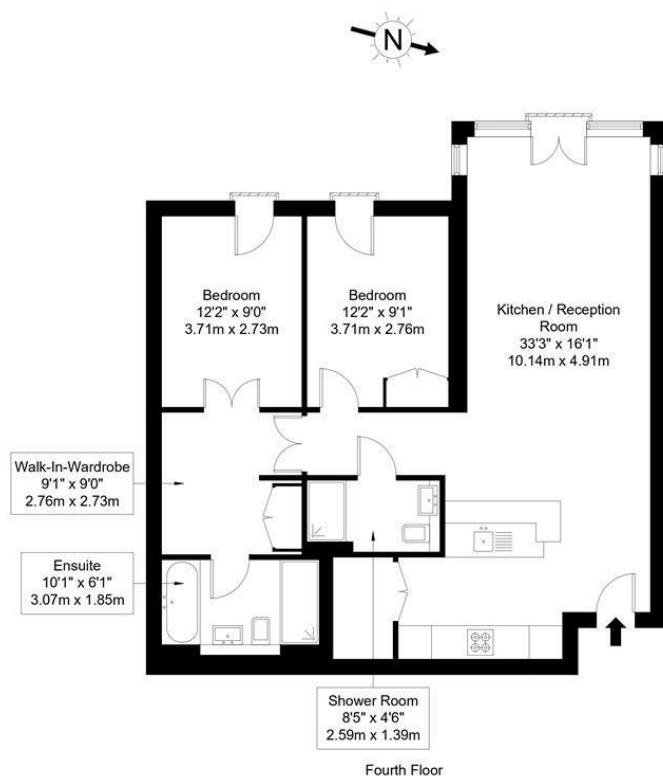 N
Bedroom
12'2" x 9'0"
3.71m x 2.73m
Bedroom
12'2" x 9'1"
3.71m x 2.76m
Kitchen / Reception
Room
33'3" x 16'1"
10.14m x 4.91m
Walk-In-Wardrobe
9'1" x 9'0"
2.76m x 2.73m
Ensuite
10'1" x 6'1"
3.07m x 1.85m
Shower Room
8'5" x 4'6"
2.59m x 1.39m
Fourth Floor